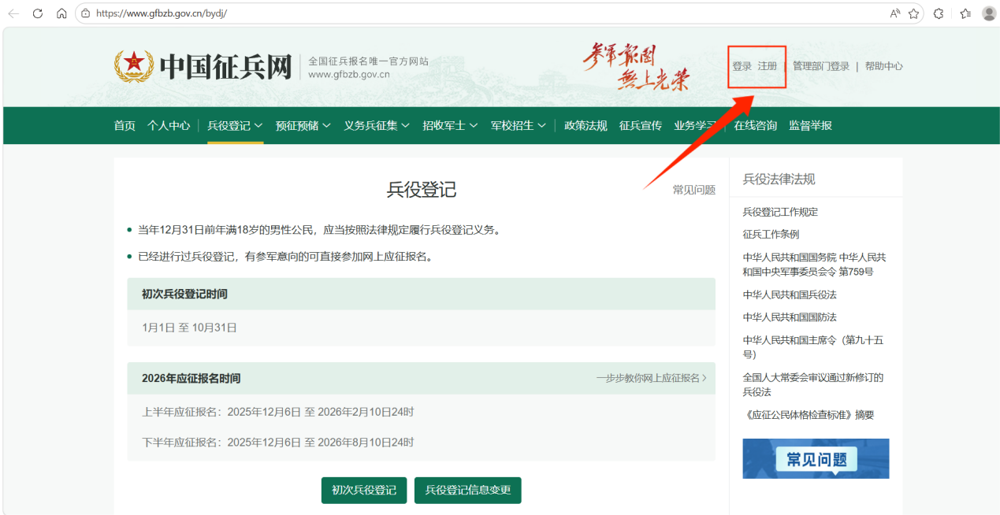 https://www.gfbzb.gov.cn/bydj/
中国征兵网
全国征兵报名唯一官方网站
www.gfbzb.gov.cn
参军报国
无上光荣
登录 注册 | 管理部门登录 | 帮助中心
首页 个人中心 兵役登记 预征预储 义务兵征集 招收军士 军校招生 政策法规 征兵宣传 业务学习 在线咨询 监督举报
兵役登记
常见问题
当年12月31日前年满18岁的男性公民，应当按照法律规定履行兵役登记义务。
已经进行过兵役登记，有参军意向的可直接参加网上应征报名。
初次兵役登记时间
1月1日 至 10月31日
2026年应征报名时间
一步步教你网上应征报名
上半年应征报名：2025年12月6日 至 2026年2月10日24时
下半年应征报名：2025年12月6日 至 2026年8月10日24时
初次兵役登记 兵役登记信息变更
兵役法律法规
兵役登记工作规定
征兵工作条例
中华人民共和国国务院 中华人民共
和国中央军事委员会令 第759号
中华人民共和国兵役法
中华人民共和国国防法
中华人民共和国主席令（第九十五
号）
全国人大常委会审议通过新修订的
兵役法
《应征公民体格检查标准》摘要
常见问题